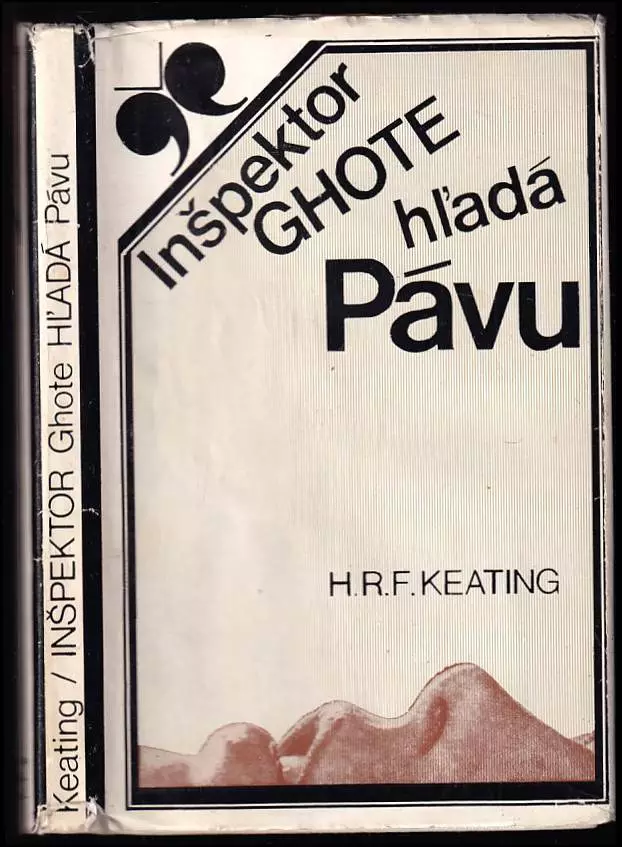 Keating / INŠPEKTOR Ghote HĽADÁ Pávu
Inšpektor
GHOTE
hľadá
Pávu
H.R.F. KEATING